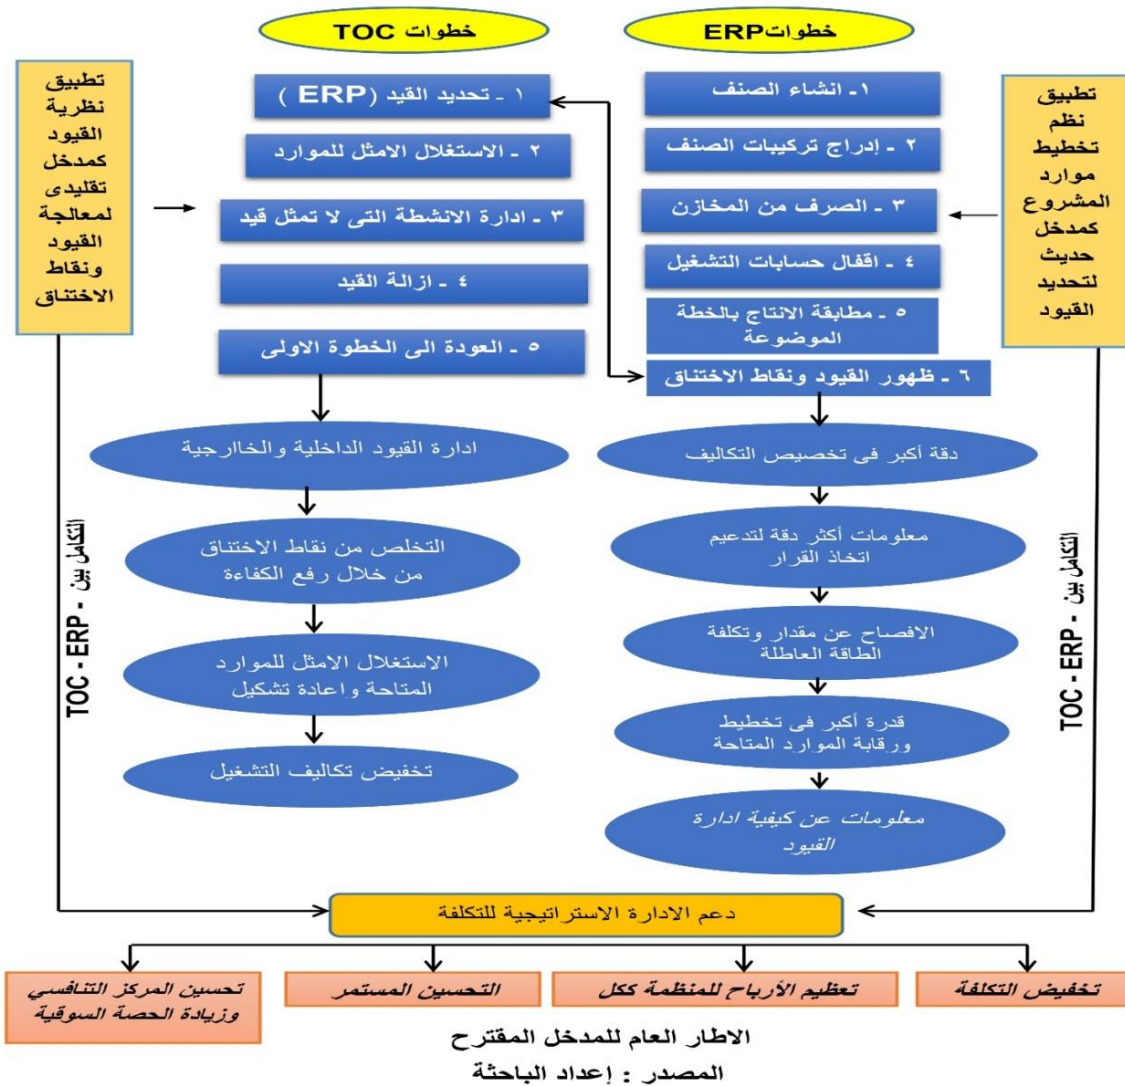 خطواتERP
خطوات TOC
تطبيق
نظم
تخطيط
موارد
المشروع
كمدخل
حديث
لتحديد
القيود
١ـ انشاء الصنف
٢ ـ إدراج تركيبات الصنف
٣ ـ الصرف من المخازن
٤ ـ اقفال حسابات التشغيل
٥ ـ مطابقة الانتاج بالخطة
الموضوعة
٦ ـ ظهور القيود ونقاط الاختناق
دقة أكبر فى تخصيص التكاليف
معلومات أكثر دقة لتدعيم
اتخاذ القرار
الافصاح عن مقدار وتكلفة
الطاقة العاطلة
قدرة أكبر فى تخطيط
ورقابة الموارد المتاحة
معلومات عن كيفية ادارة
القيود
التكامل بين - TOC - ERP
١ ـ تحديد القيد (ERP )
٢ ـ الاستغلال الامثل للموارد
٣ ـ ادارة الانشطة التى لا تمثل قيد
٤ ـ ازالة القيد
٥ ـ العودة الى الخطوة الاولى
ادارة القيود الداخلية والخاارجية
التخلص من نقاط الاختناق
من خلال رفع الكفاءة
الاستغلال الامثل للموارد
المتاحة وإعادة تشكيل
تخفيض تكاليف التشغيل
تطبيق
نظرية
القيود
كمدخل
تقليدى
لمعالجة
القيود
ونقاط
الاختناق
التكامل بين - TOC - ERP
دعم الادارة الاستراتيجية للتكلفة
تخفيض التكلفة
تعظيم الأرباح للمنظمة ككل
التحسين المستمر
تحسين المركز التنافسي
وزيادة الحصة السوقية
الاطار العام للمدخل المقترح
المصدر : إعداد الباحثة